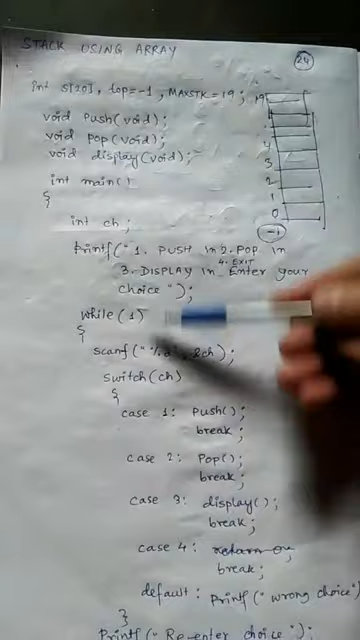 STACK USING ARRAY
24
int s[20], top=-1, MAXSTK=19;
19
void push(void);
void pop(void);
void display(void);
4
3
2
1
0
-1
int main()
{
int ch;
printf("1. PUSH \n 2. POP \n
4. EXIT
3. DISPLAY \n Enter your
choice");
while(1)
{
scanf("%d", &ch);
switch(ch)
{
case 1: push();
break;
case 2: pop();
break;
case 3: display();
break;
case 4:
break;
default: printf("wrong choice")
}
printf("Re-enter choice");